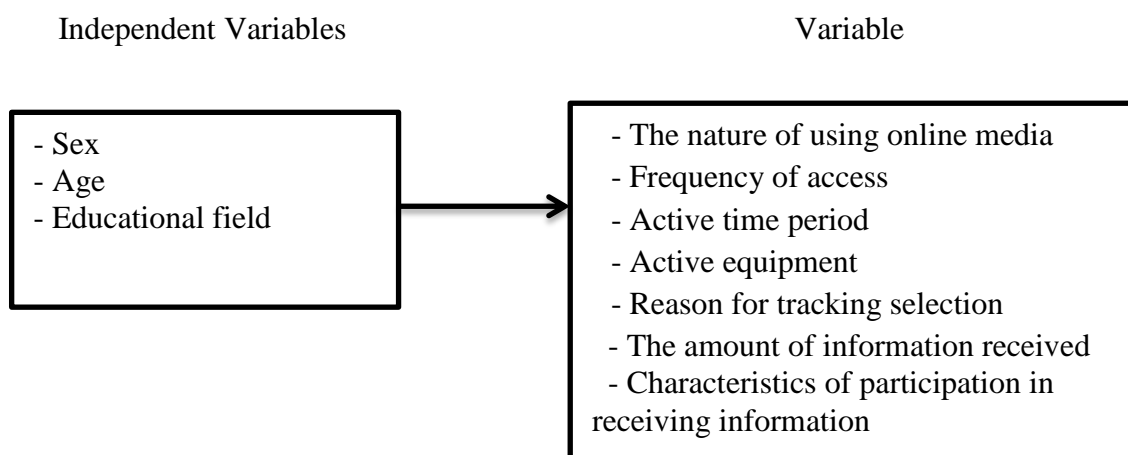 Independent Variables
Variable
- Sex
- Age
- Educational field
- The nature of using online media
- Frequency of access
- Active time period
- Active equipment
- Reason for tracking selection
- The amount of information received
- Characteristics of participation in
receiving information